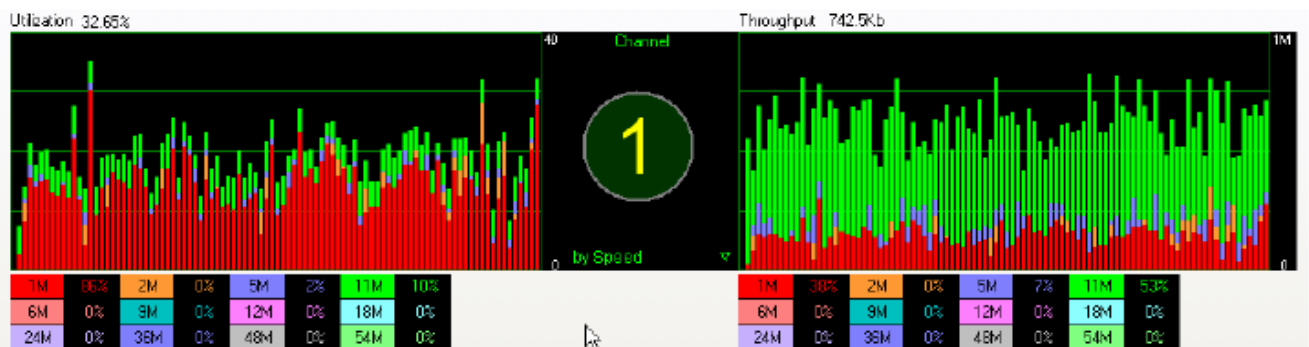 Utilization 32.65% Throughput 742.5Kb
40 Channel 1M
1
0 by Speed 0
1M 86% 2M 0% 5M 2% 11M 10% 1M 38% 2M 0% 5M 7% 11M 53%
6M 0% 9M 0% 12M 0% 18M 0% 6M 0% 9M 0% 12M 0% 18M 0%
24M 0% 36M 0% 48M 0% 54M 0% 24M 0% 36M 0% 48M 0% 54M 0%